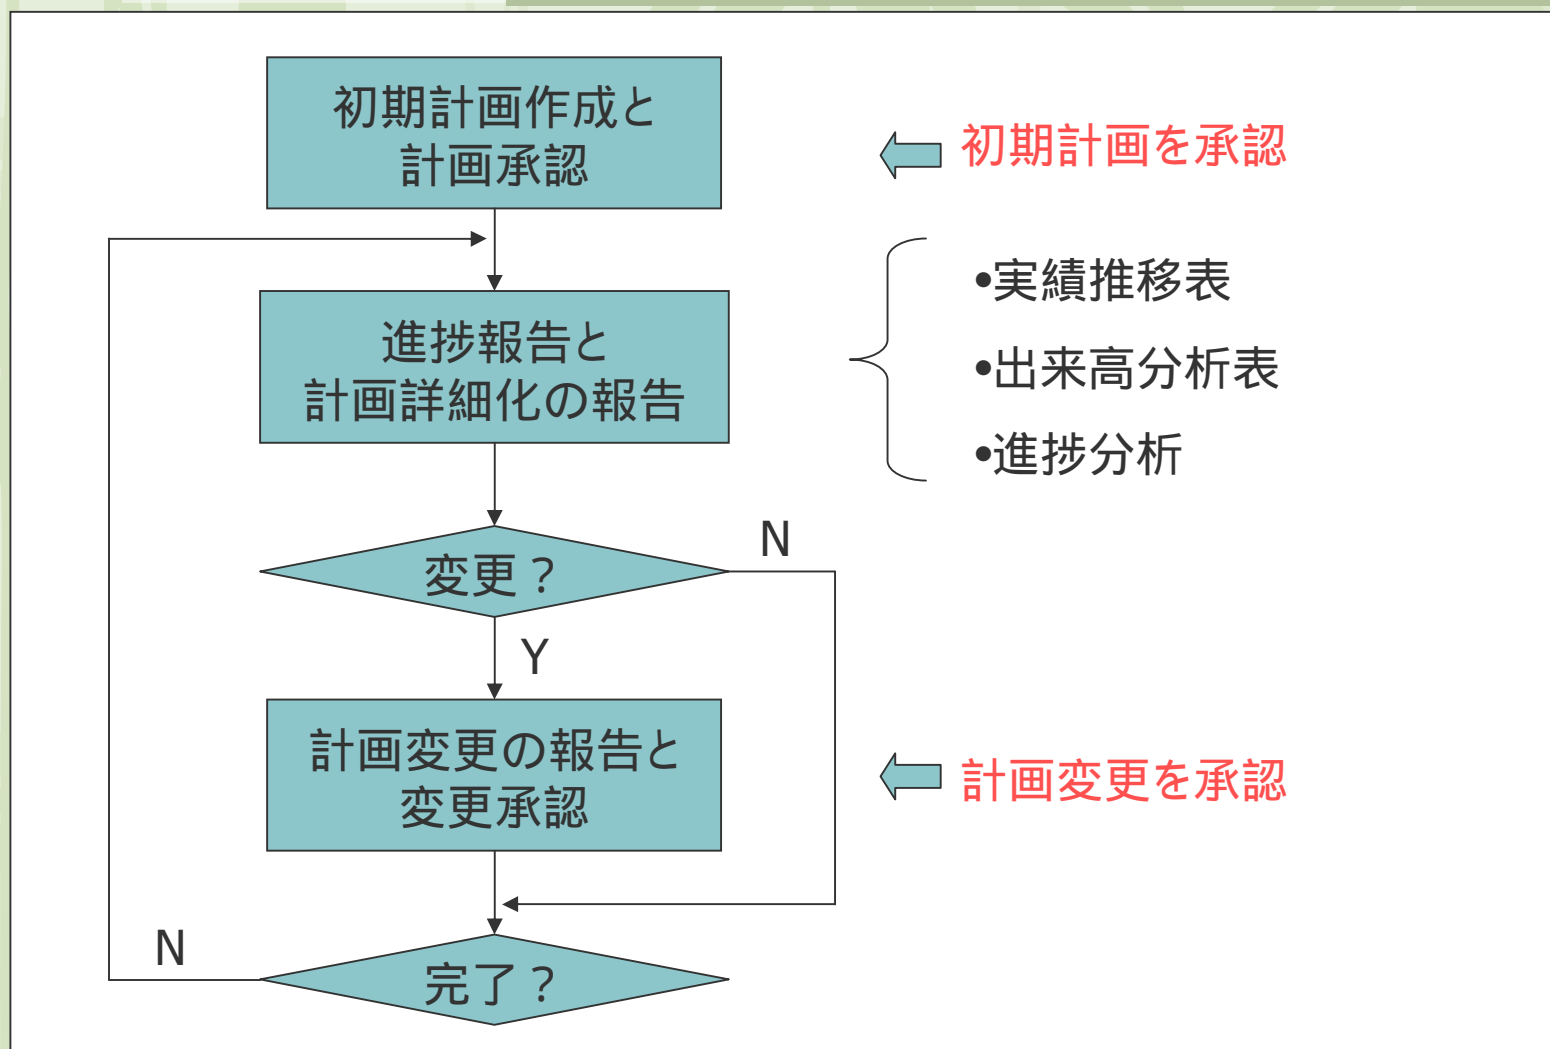 初期計画作成と
計画承認
初期計画を承認
進捗報告と
計画詳細化の報告
•実績推移表
•出来高分析表
•進捗分析
変更？
N
Y
計画変更の報告と
変更承認
計画変更を承認
N
完了？